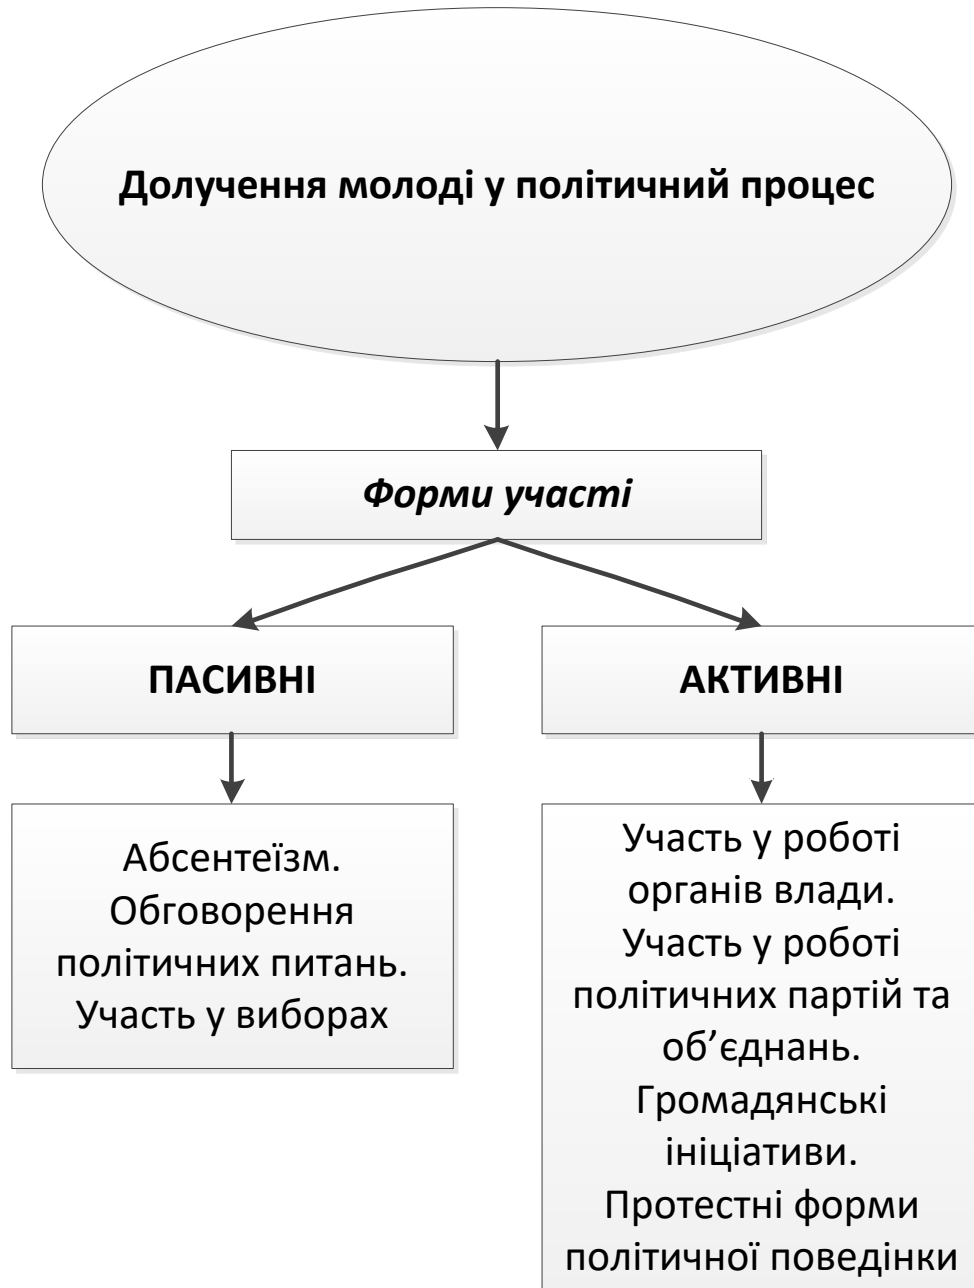 Долучення молоді у політичний процес
Форми участі
ПАСИВНІ
АКТИВНІ
Абсентеїзм.
Обговорення
політичних питань.
Участь у виборах
Участь у роботі
органів влади.
Участь у роботі
політичних партій та
об’єднань.
Громадянські
ініціативи.
Протестні форми
політичної поведінки